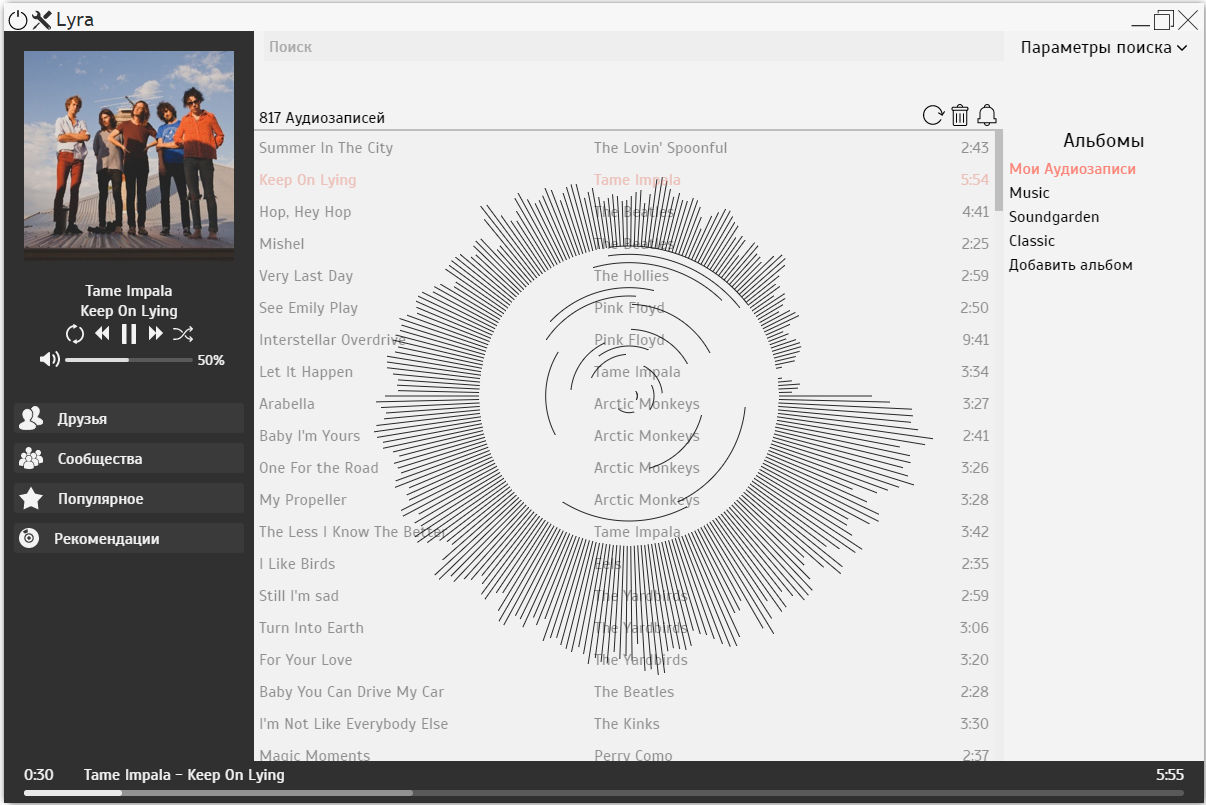 Lyra
Поиск
Параметры поиска
817 Аудиозаписей
Summer In The City The Lovin' Spoonful 2:43
Keep On Lying Tame Impala 5:54
Hop, Hey Hop The Beatles 4:41
Mishel The Beatles 2:25
Very Last Day The Hollies 2:59
See Emily Play Pink Floyd 2:50
Interstellar Overdrive Pink Floyd 9:41
Let It Happen Tame Impala 3:34
Arabella Arctic Monkeys 3:27
Baby I'm Yours Arctic Monkeys 2:41
One For the Road Arctic Monkeys 3:26
My Propeller Arctic Monkeys 3:28
The Less I Know The Better Tame Impala 3:42
I Like Birds Eels 2:35
Still I'm sad The Yardbirds 2:59
Turn Into Earth The Yardbirds 3:06
For Your Love The Yardbirds 3:20
Baby You Can Drive My Car The Beatles 2:28
I'm Not Like Everybody Else The Kinks 3:30
Magic Moments Perry Como 2:37
Альбомы
Мои Аудиозаписи
Music
Soundgarden
Classic
Добавить альбом
Tame Impala
Keep On Lying
50%
Друзья
Сообщества
Популярное
Рекомендации
0:30 Tame Impala - Keep On Lying 5:55